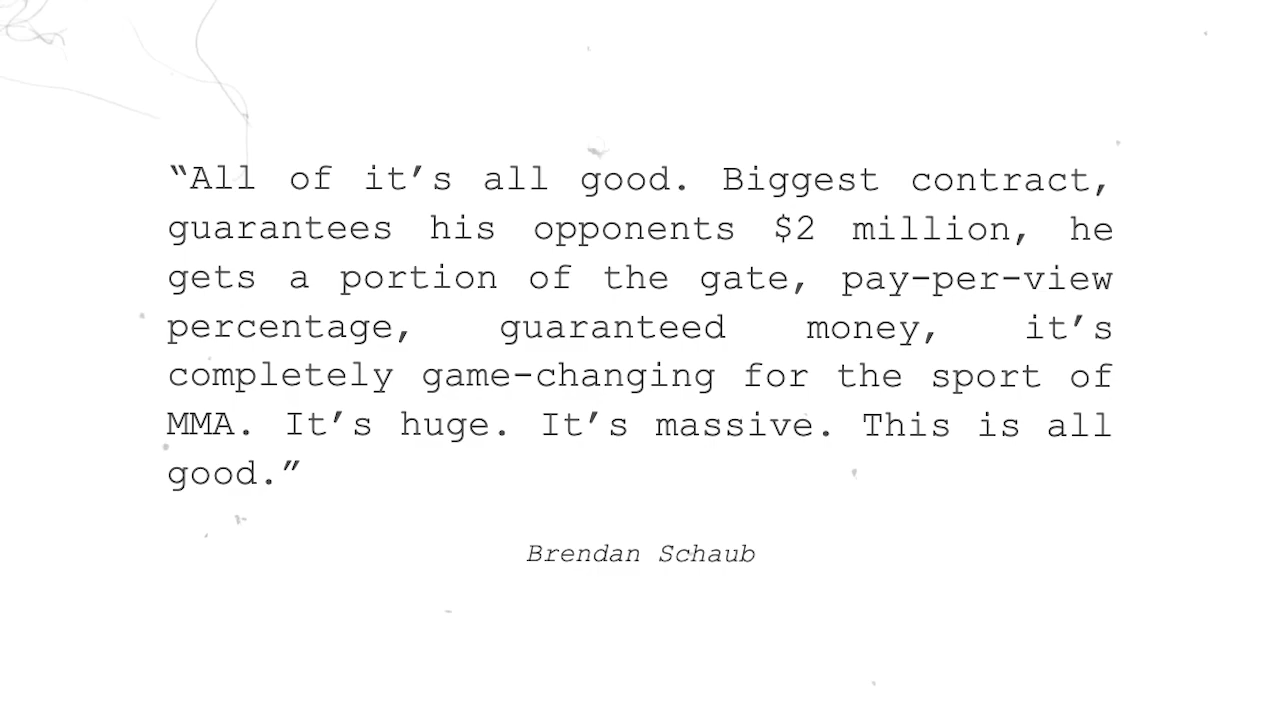 “All of it’s all good. Biggest contract,
guarantees his opponents $2 million, he
gets a portion of the gate, pay-per-view
percentage, guaranteed money, it’s
completely game-changing for the sport of
MMA. It’s huge. It’s massive. This is all
good.”
Brendan Schaub